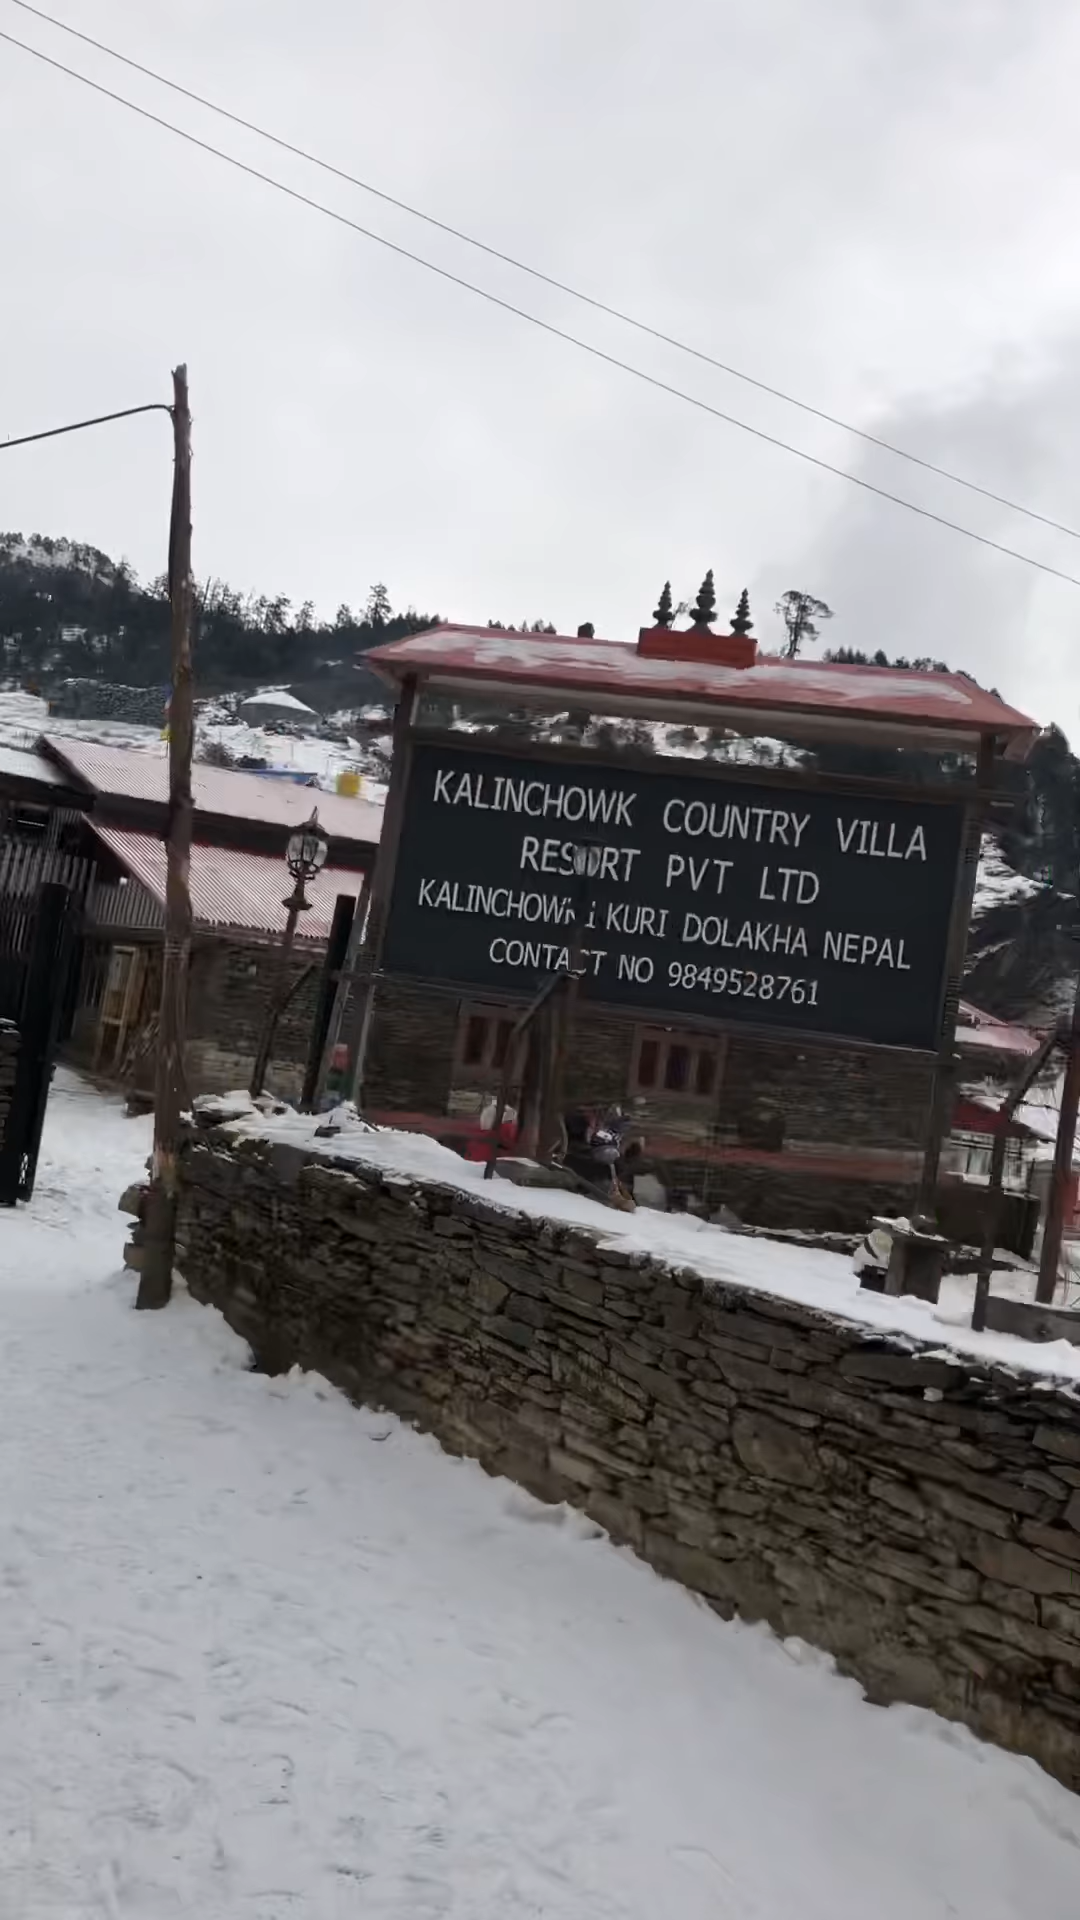 KALINCHOWK COUNTRY VILLA
RESORT PVT LTD
KALINCHOWK KURI DOLAKHA NEPAL
CONTACT NO 9849528761